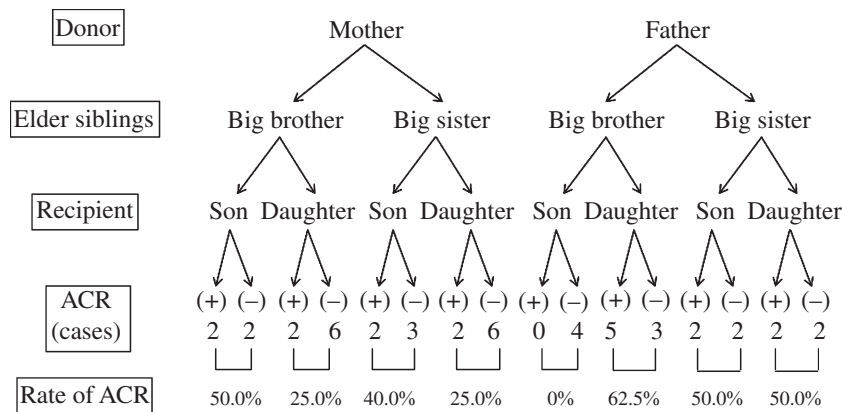 Donor Mother Father
Elder siblings Big brother Big sister Big brother Big sister
Recipient Son Daughter Son Daughter Son Daughter Son Daughter
ACR (+) (−) (+) (−) (+) (−) (+) (−) (+) (−) (+) (−) (+) (−) (+) (−)
(cases) 2 2 2 6 2 3 2 6 0 4 5 3 2 2 2 2
Rate of ACR 50.0% 25.0% 40.0% 25.0% 0% 62.5% 50.0% 50.0%